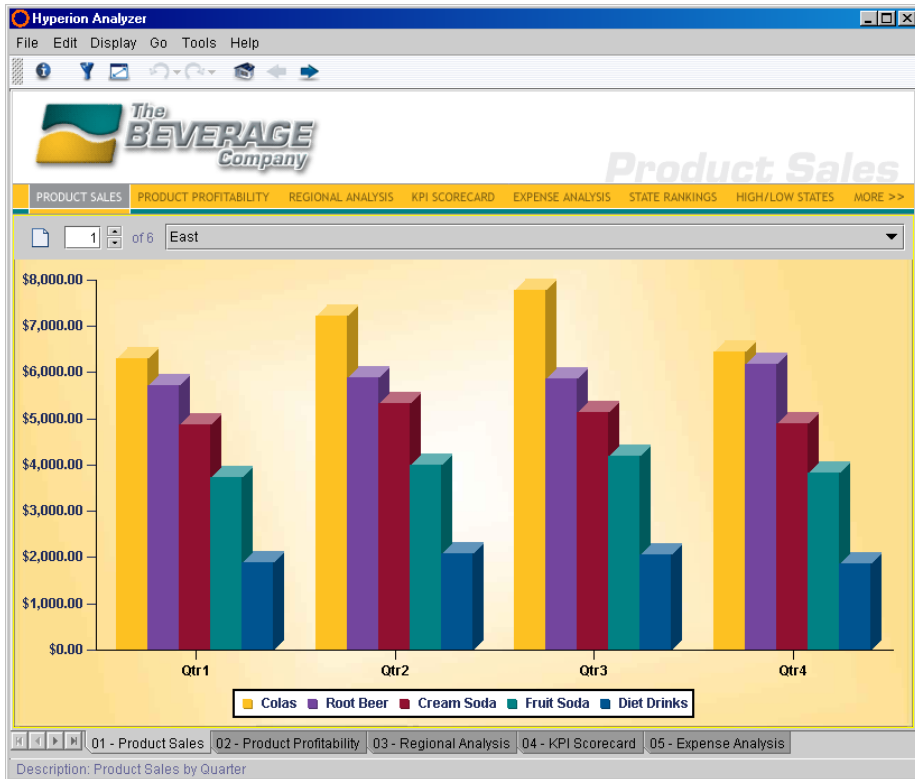 Hyperion Analyzer
File Edit Display Go Tools Help
The
BEVERAGE
Company
Product Sales
PRODUCT SALES PRODUCT PROFITABILITY REGIONAL ANALYSIS KPI SCORECARD EXPENSE ANALYSIS STATE RANKINGS HIGH/LOW STATES MORE >>
1 of 6 East
$8,000.00
$7,000.00
$6,000.00
$5,000.00
$4,000.00
$3,000.00
$2,000.00
$1,000.00
$0.00
Qtr1 Qtr2 Qtr3 Qtr4
Colas Root Beer Cream Soda Fruit Soda Diet Drinks
01 - Product Sales 02 - Product Profitability 03 - Regional Analysis 04 - KPI Scorecard 05 - Expense Analysis
Description: Product Sales by Quarter